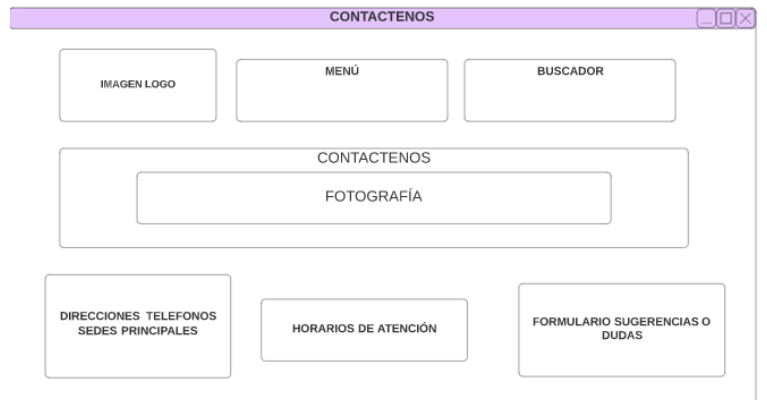 CONTACTENOS
IMAGEN LOGO
MENÚ
BUSCADOR
CONTACTENOS
FOTOGRAFÍA
DIRECCIONES TELEFONOS
SEDES PRINCIPALES
HORARIOS DE ATENCIÓN
FORMULARIO SUGERENCIAS O
DUDAS